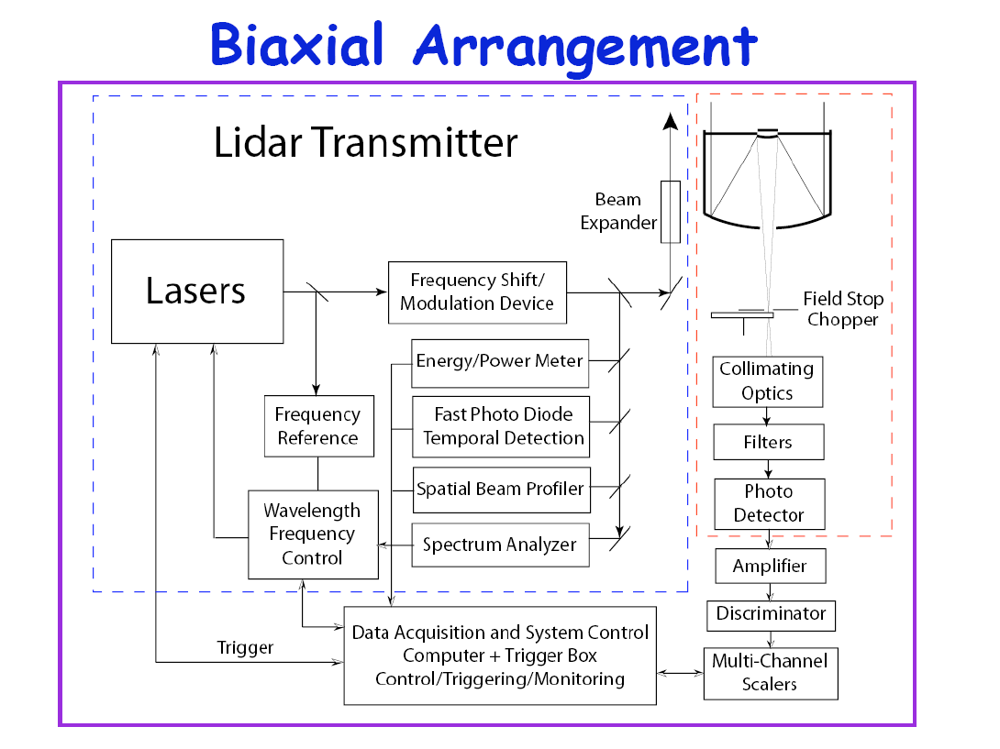 Biaxial Arrangement
Lidar Transmitter
Beam
Expander
Lasers
Frequency Shift/
Modulation Device
Field Stop
Chopper
Energy/Power Meter
Collimating
Optics
Frequency
Reference
Fast Photo Diode
Temporal Detection
Filters
Spatial Beam Profiler
Photo
Detector
Wavelength
Frequency
Control
Spectrum Analyzer
Amplifier
Discriminator
Trigger
Data Acquisition and System Control
Computer + Trigger Box
Control/Triggering/Monitoring
Multi-Channel
Scalers